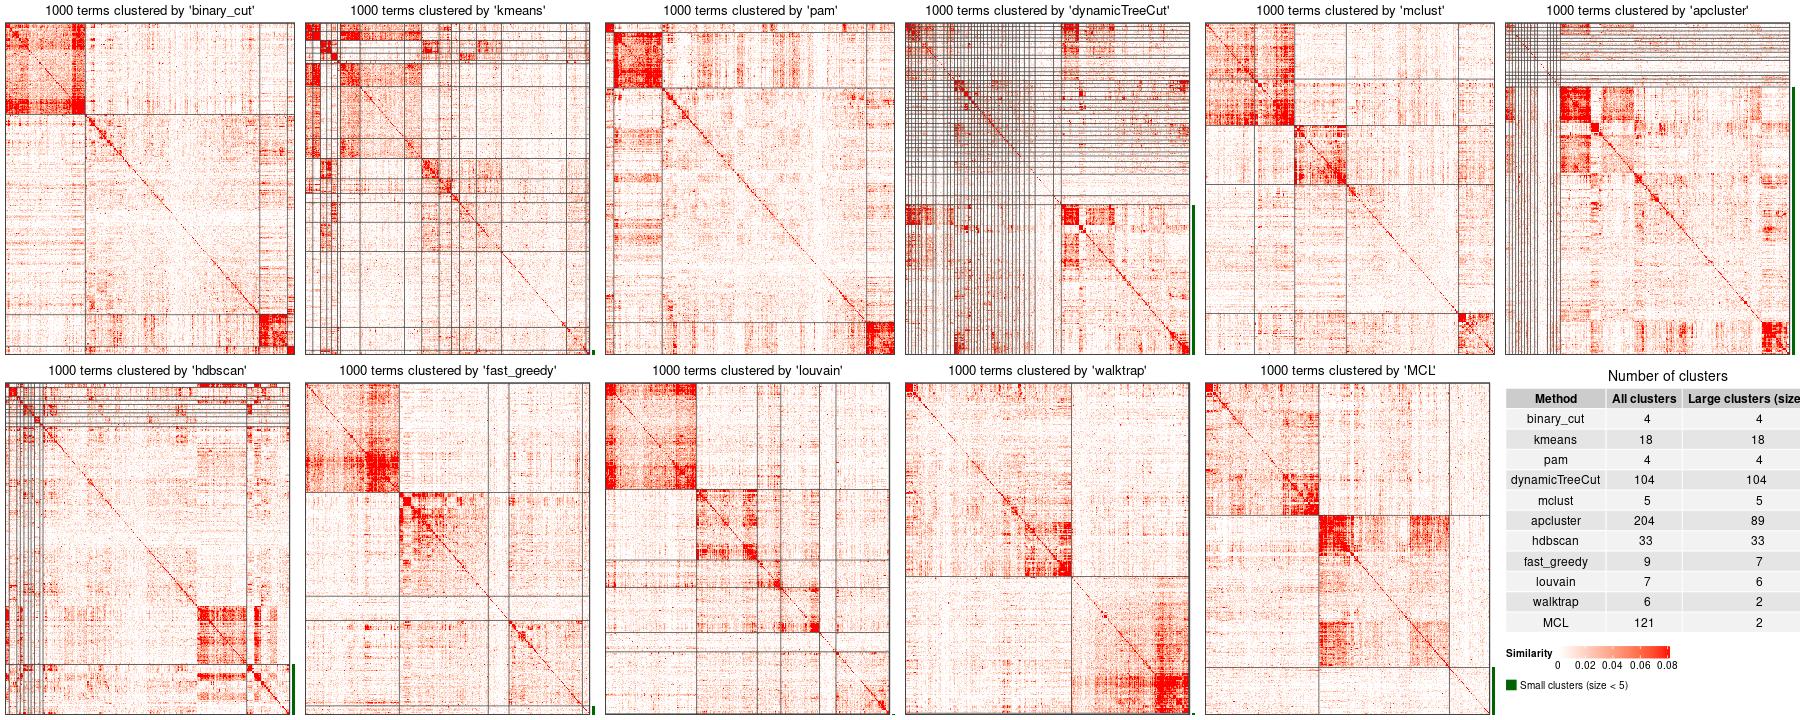 1000 terms clustered by 'binary_cut'
1000 terms clustered by 'kmeans'
1000 terms clustered by 'pam'
1000 terms clustered by 'dynamicTreeCut'
1000 terms clustered by 'mclust'
1000 terms clustered by 'apcluster'
1000 terms clustered by 'hdbscan'
1000 terms clustered by 'fast_greedy'
1000 terms clustered by 'louvain'
1000 terms clustered by 'walktrap'
1000 terms clustered by 'MCL'
Number of clusters
Method All clusters Large clusters (size
binary_cut 4 4
kmeans 18 18
pam 4 4
dynamicTreeCut 104 104
mclust 5 5
apcluster 204 89
hdbscan 33 33
fast_greedy 9 7
louvain 7 6
walktrap 6 2
MCL 121 2
Similarity
0 0.02 0.04 0.06 0.08
Small clusters (size < 5)